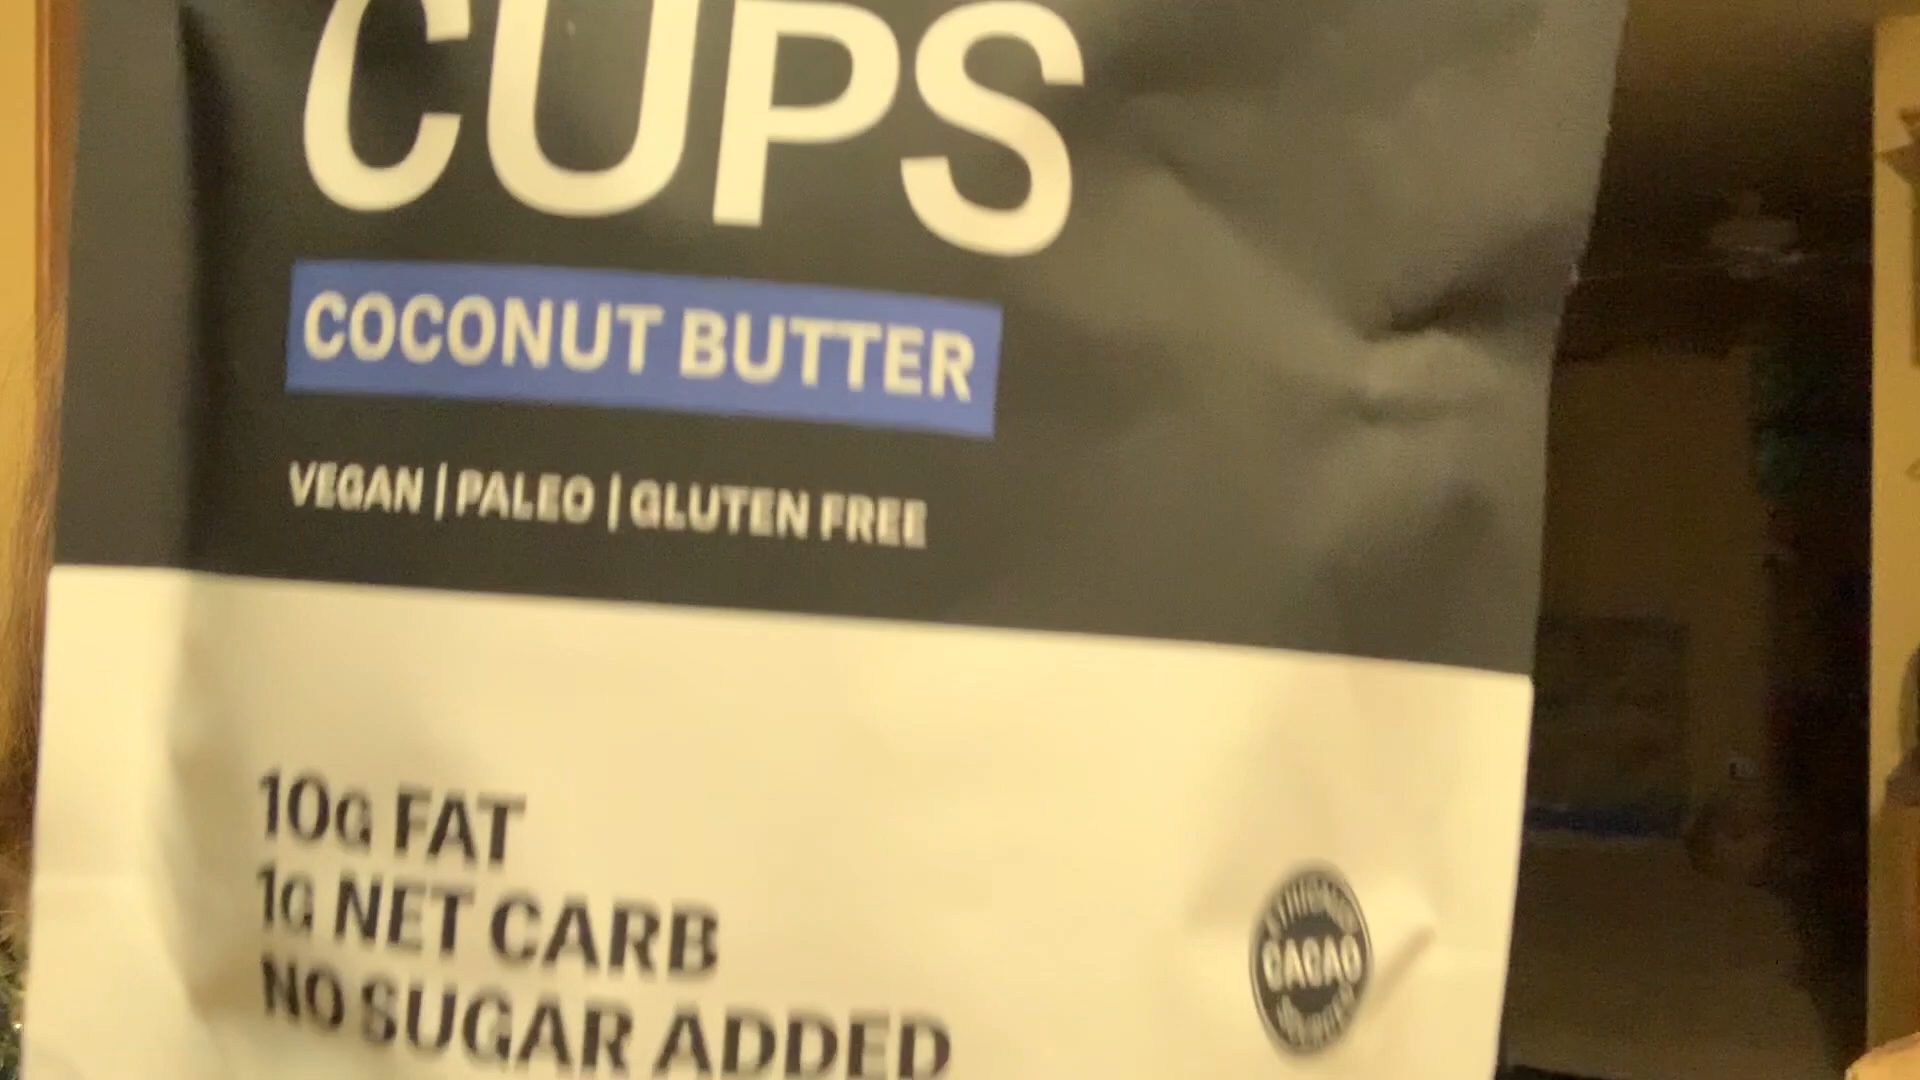 CUPS
COCONUT BUTTER
VEGAN | PALEO | GLUTEN FREE
10G FAT
1G NET CARB
NO SUGAR ADDED
CACAO